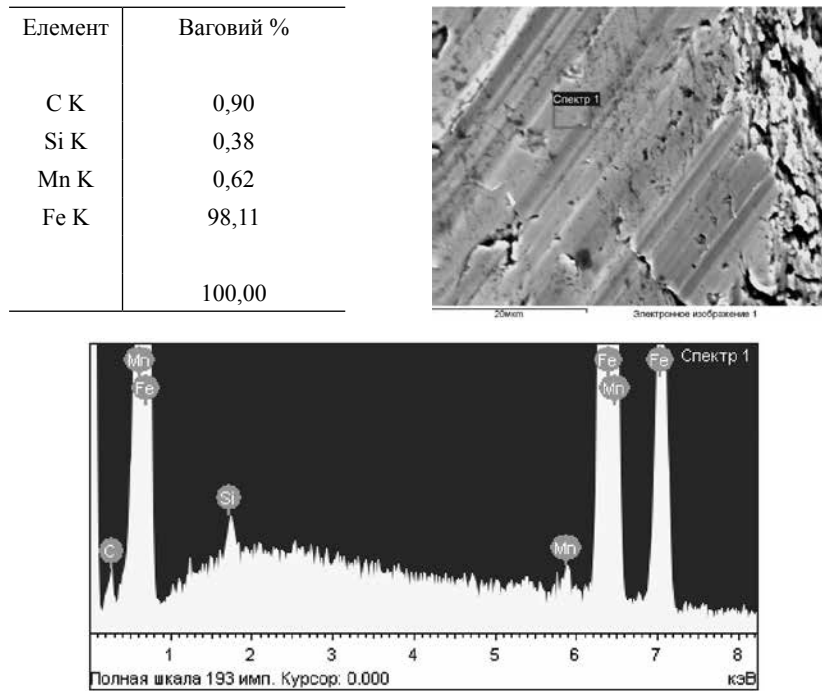 Елемент Ваговий %
C K 0,90
Si K 0,38
Mn K 0,62
Fe K 98,11
100,00
Спектр 1
20мкm Электронное изображение 1
Mn Fe Fe Спектр 1
Fe Mn
Si
C Mn
1 2 3 4 5 6 7 8
Полная шкала 193 имп. Курсор: 0.000 кэВ